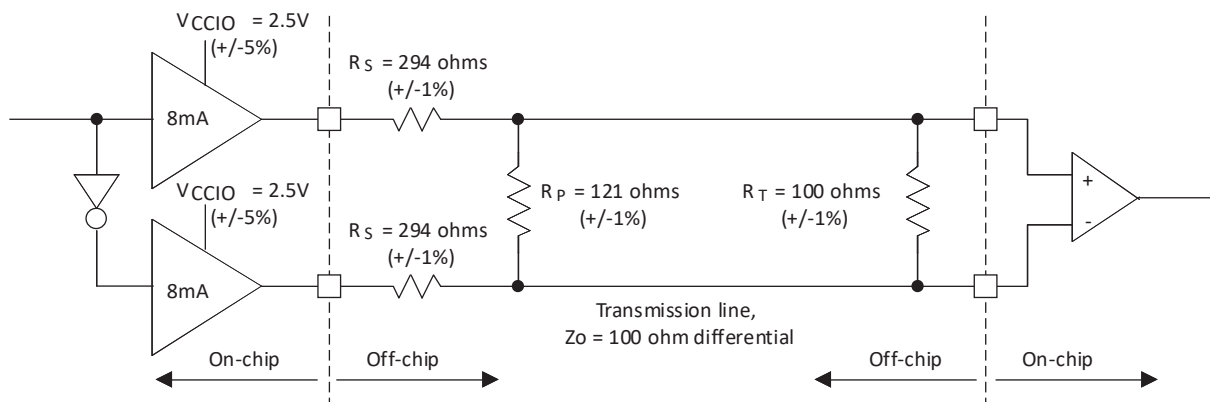 VCCIO = 2.5V
(+/-5%)
8mA
RS = 294 ohms
(+/-1%)
VCCIO = 2.5V
(+/-5%)
8mA
RS = 294 ohms
(+/-1%)
RP = 121 ohms
(+/-1%)
RT = 100 ohms
(+/-1%)
+
-
Transmission line,
Zo = 100 ohm differential
On-chip
Off-chip
Off-chip
On-chip